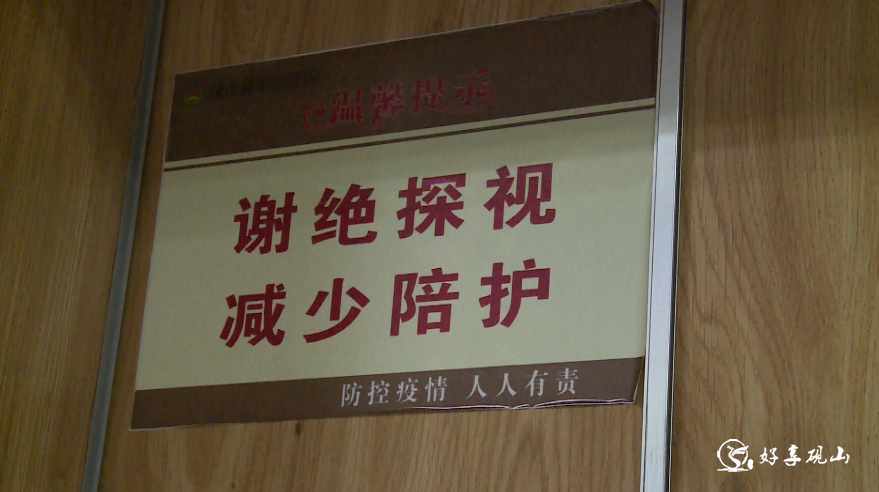 温馨提示
谢绝探视
减少陪护
防控疫情 人人有责
好享砚山